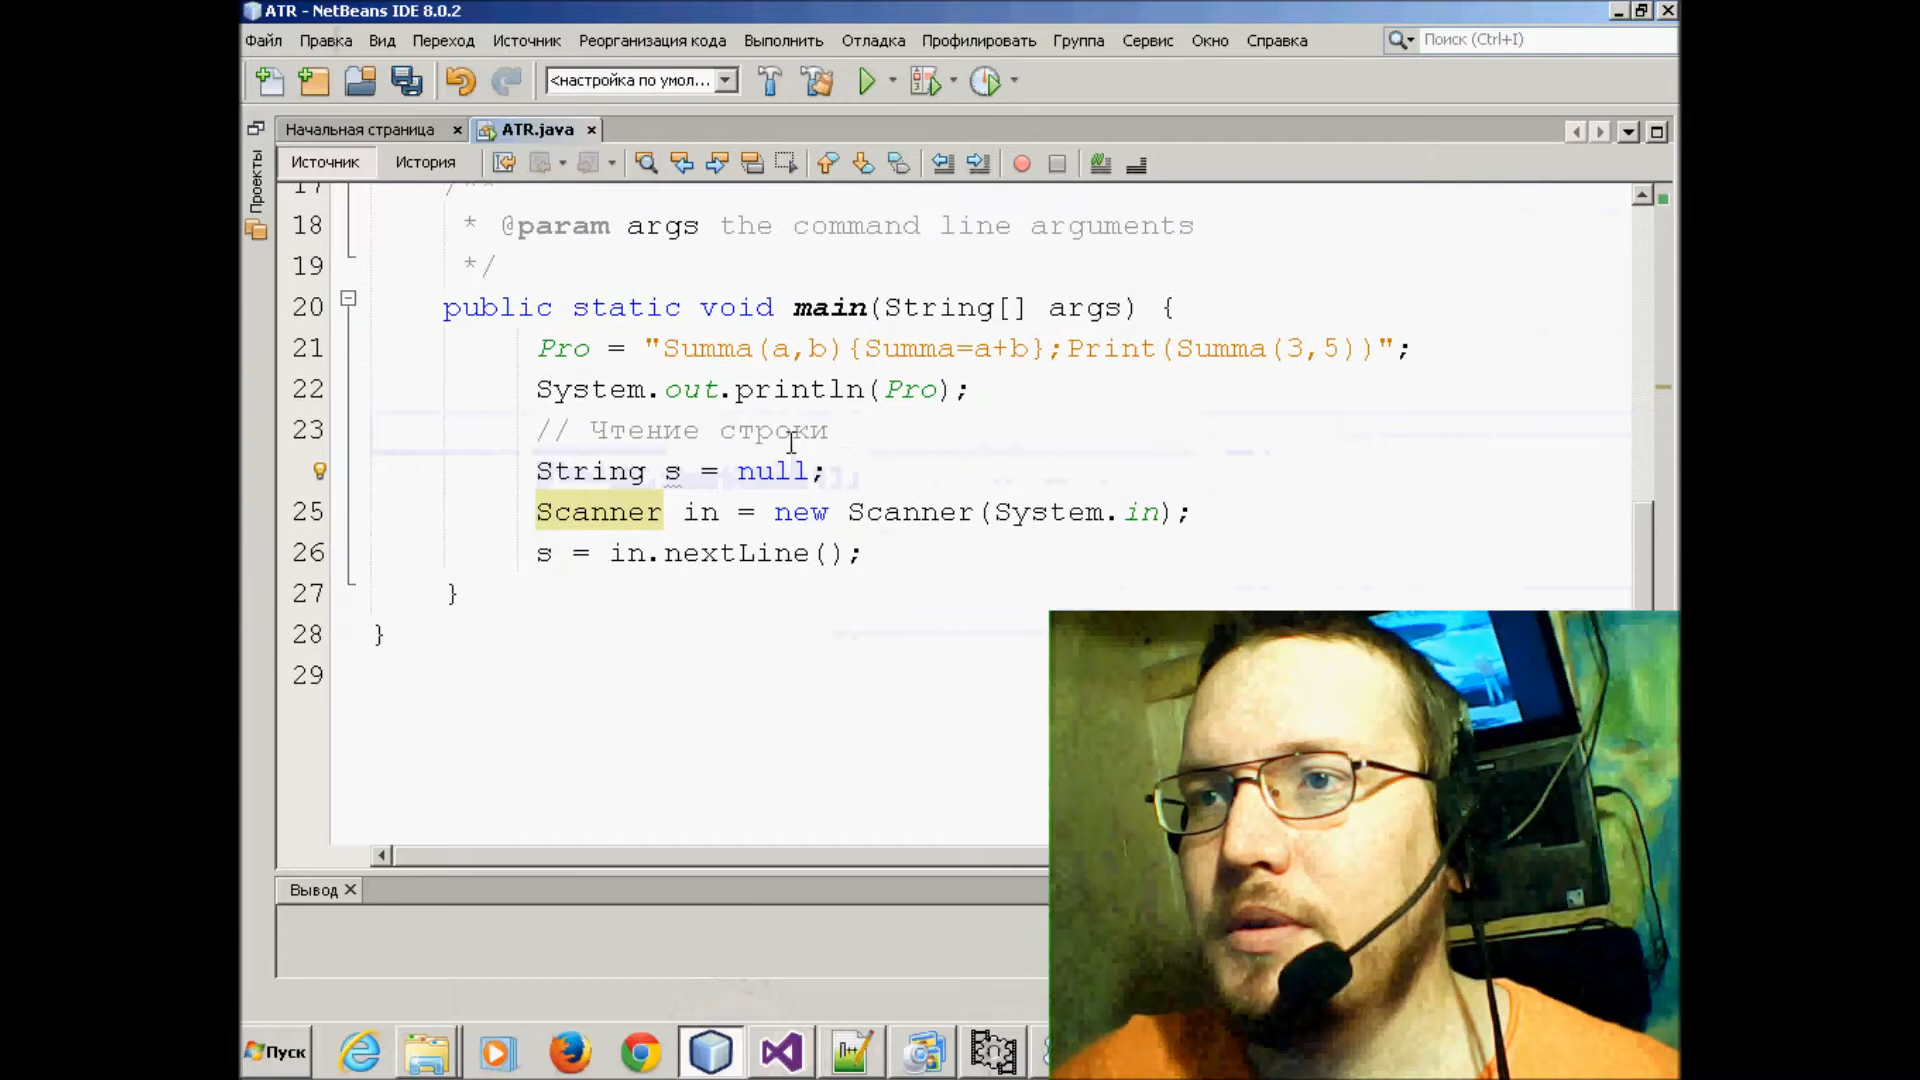 ATR - NetBeans IDE 8.0.2
Файл Правка Вид Переход Источник Реорганизация кода Выполнить Отладка Профилировать Группа Сервис Окно Справка Поиск (Ctrl+I)
<настройка по умол...
Начальная страница ATR.java
Проекты
Источник История
17 /**
18 * @param args the command line arguments
19 */
20 public static void main(String[] args) {
21 Pro = "Summa(a,b){Summa=a+b};Print(Summa(3,5))";
22 System.out.println(Pro);
23 // Чтение строки
String s = null;
25 Scanner in = new Scanner(System.in);
26 s = in.nextLine();
27 }
28 }
29
Вывод
Пуск